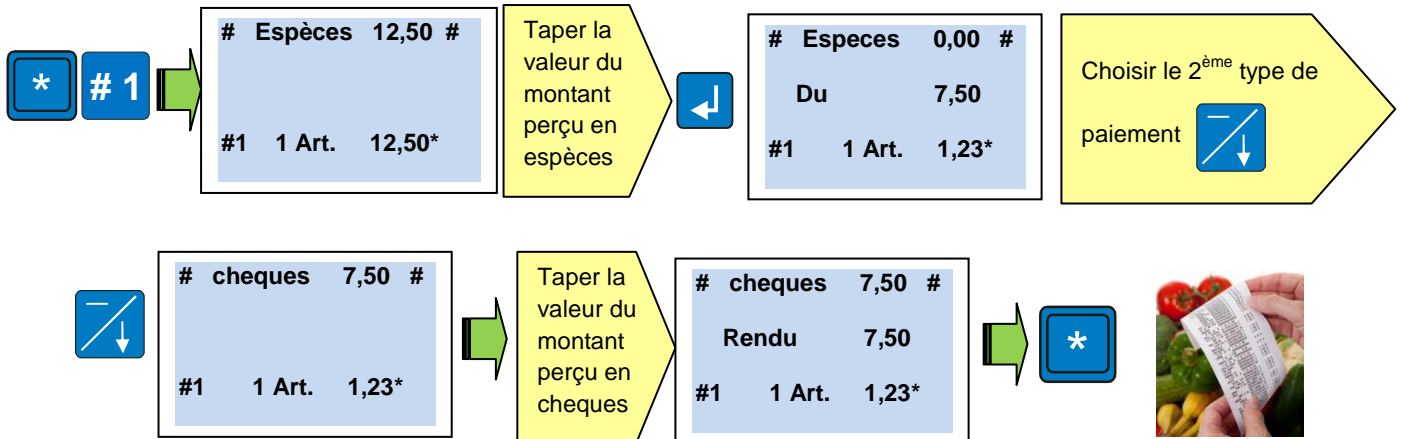 *
# 1
# Espèces 12,50 #
#1 1 Art. 12,50*
Taper la
valeur du
montant
perçu en
espèces
# Especes 0,00 #
Du 7,50
#1 1 Art. 1,23*
Choisir le 2ème type de
paiement
# cheques 7,50 #
#1 1 Art. 1,23*
Taper la
valeur du
montant
perçu en
cheques
# cheques 7,50 #
Rendu 7,50
#1 1 Art. 1,23*
*